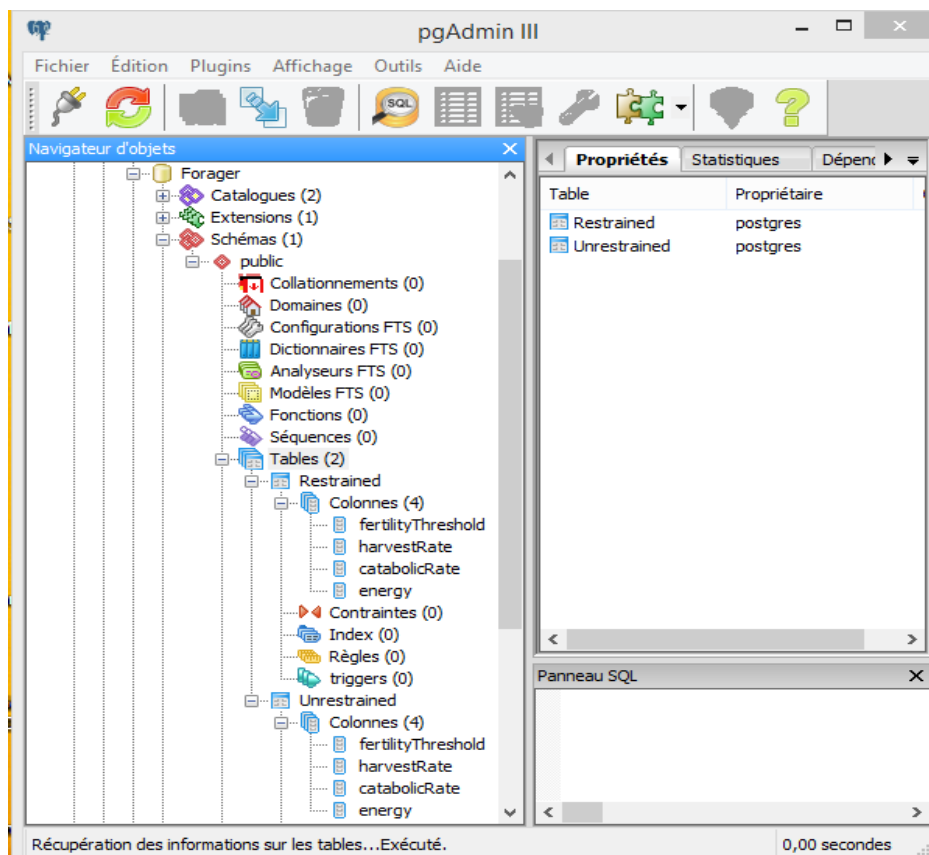 pgAdmin III
Fichier Édition Plugins Affichage Outils Aide
SQL
Navigateur d'objets
Forager
Catalogues (2)
Extensions (1)
Schémas (1)
public
Collationnements (0)
Domaines (0)
Configurations FTS (0)
Dictionnaires FTS (0)
Analyseurs FTS (0)
Modèles FTS (0)
Fonctions (0)
Séquences (0)
Tables (2)
Restrained
Colonnes (4)
fertilityThreshold
harvestRate
catabolicRate
energy
Contraintes (0)
Index (0)
Règles (0)
triggers (0)
Unrestrained
Colonnes (4)
fertilityThreshold
harvestRate
catabolicRate
energy
Propriétés Statistiques
Table Propriétaire
Restrained postgres
Unrestrained postgres
Panneau SQL
Récupération des informations sur les tables...Exécuté. 0,00 secondes